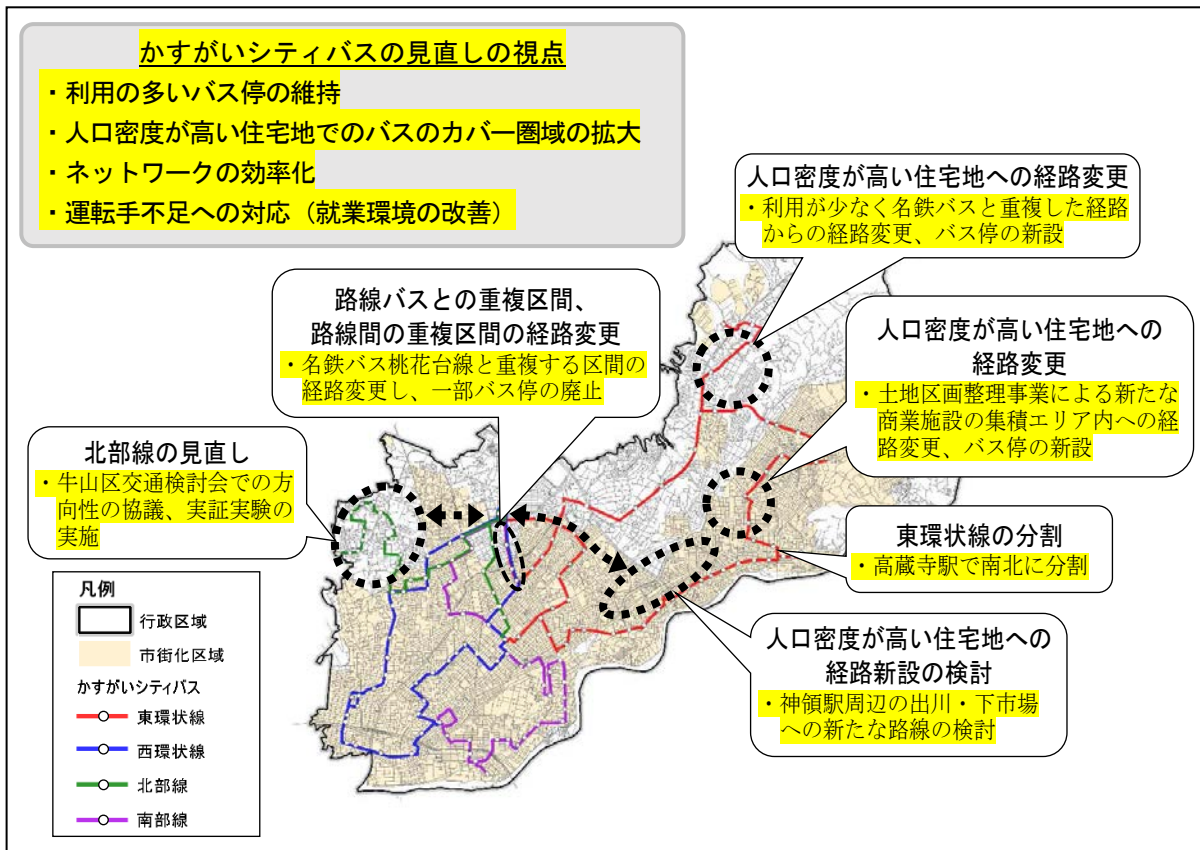 かすがいシティバスの見直しの視点
・利用の多いバス停の維持
・人口密度が高い住宅地でのバスのカバー圏域の拡大
・ネットワークの効率化
・運転手不足への対応（就業環境の改善）
人口密度が高い住宅地への経路変更
・利用が少なく名鉄バスと重複した経路
からの経路変更、バス停の新設
路線バスとの重複区間、
路線間の重複区間の経路変更
・名鉄バス桃花台線と重複する区間の
経路変更し、一部バス停の廃止
人口密度が高い住宅地への
経路変更
・土地区画整理事業による新たな
商業施設の集積エリア内への経
路変更、バス停の新設
北部線の見直し
・牛山区交通検討会での方
向性の協議、実証実験の
実施
東環状線の分割
・高蔵寺駅で南北に分割
人口密度が高い住宅地への
経路新設の検討
・神領駅周辺の出川・下市場
への新たな路線の検討
凡例
行政区域
市街化区域
かすがいシティバス
東環状線
西環状線
北部線
南部線